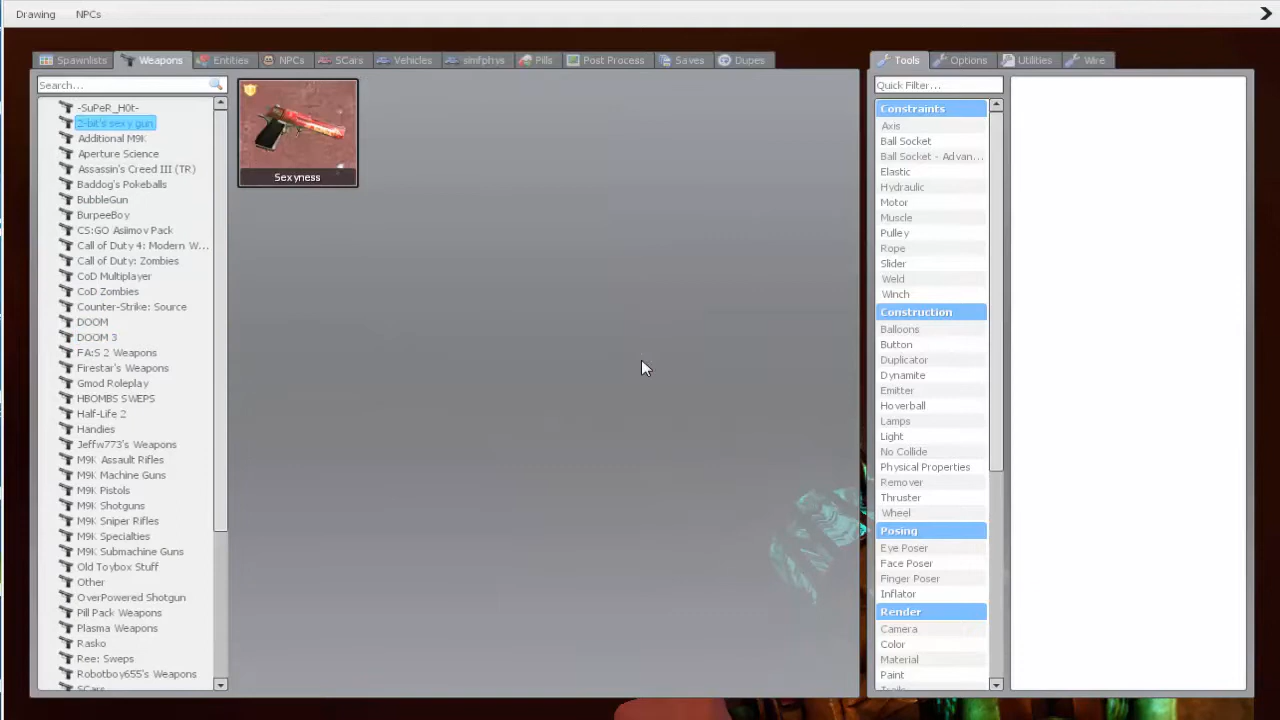 Drawing NPCs
Spawnlists Weapons Entities NPCs SCars Vehicles simfphys Pills Post Process Saves Dupes
Search...
-SuPeR_H0t-
2-bit's sexy gun
Additional M9K
Aperture Science
Assassin's Creed III (TR)
Baddog's Pokeballs
BubbleGun
BurpeeBoy
CS:GO Asiimov Pack
Call of Duty 4: Modern W...
Call of Duty: Zombies
CoD Multiplayer
CoD Zombies
Counter-Strike: Source
DOOM
DOOM 3
FA:S 2 Weapons
Firestar's Weapons
Gmod Roleplay
HBOMBS SWEPS
Half-Life 2
Handies
Jeffw773's Weapons
M9K Assault Rifles
M9K Machine Guns
M9K Pistols
M9K Shotguns
M9K Sniper Rifles
M9K Specialties
M9K Submachine Guns
Old Toybox Stuff
Other
OverPowered Shotgun
Pill Pack Weapons
Plasma Weapons
Rasko
Ree: Sweps
Robotboy655's Weapons
SCars
Sexyness
Tools Options Utilities Wire
Quick Filter...
Constraints
Axis
Ball Socket
Ball Socket - Advan...
Elastic
Hydraulic
Motor
Muscle
Pulley
Rope
Slider
Weld
Winch
Construction
Balloons
Button
Duplicator
Dynamite
Emitter
Hoverball
Lamps
Light
No Collide
Physical Properties
Remover
Thruster
Wheel
Posing
Eye Poser
Face Poser
Finger Poser
Inflator
Render
Camera
Color
Material
Paint
Trails